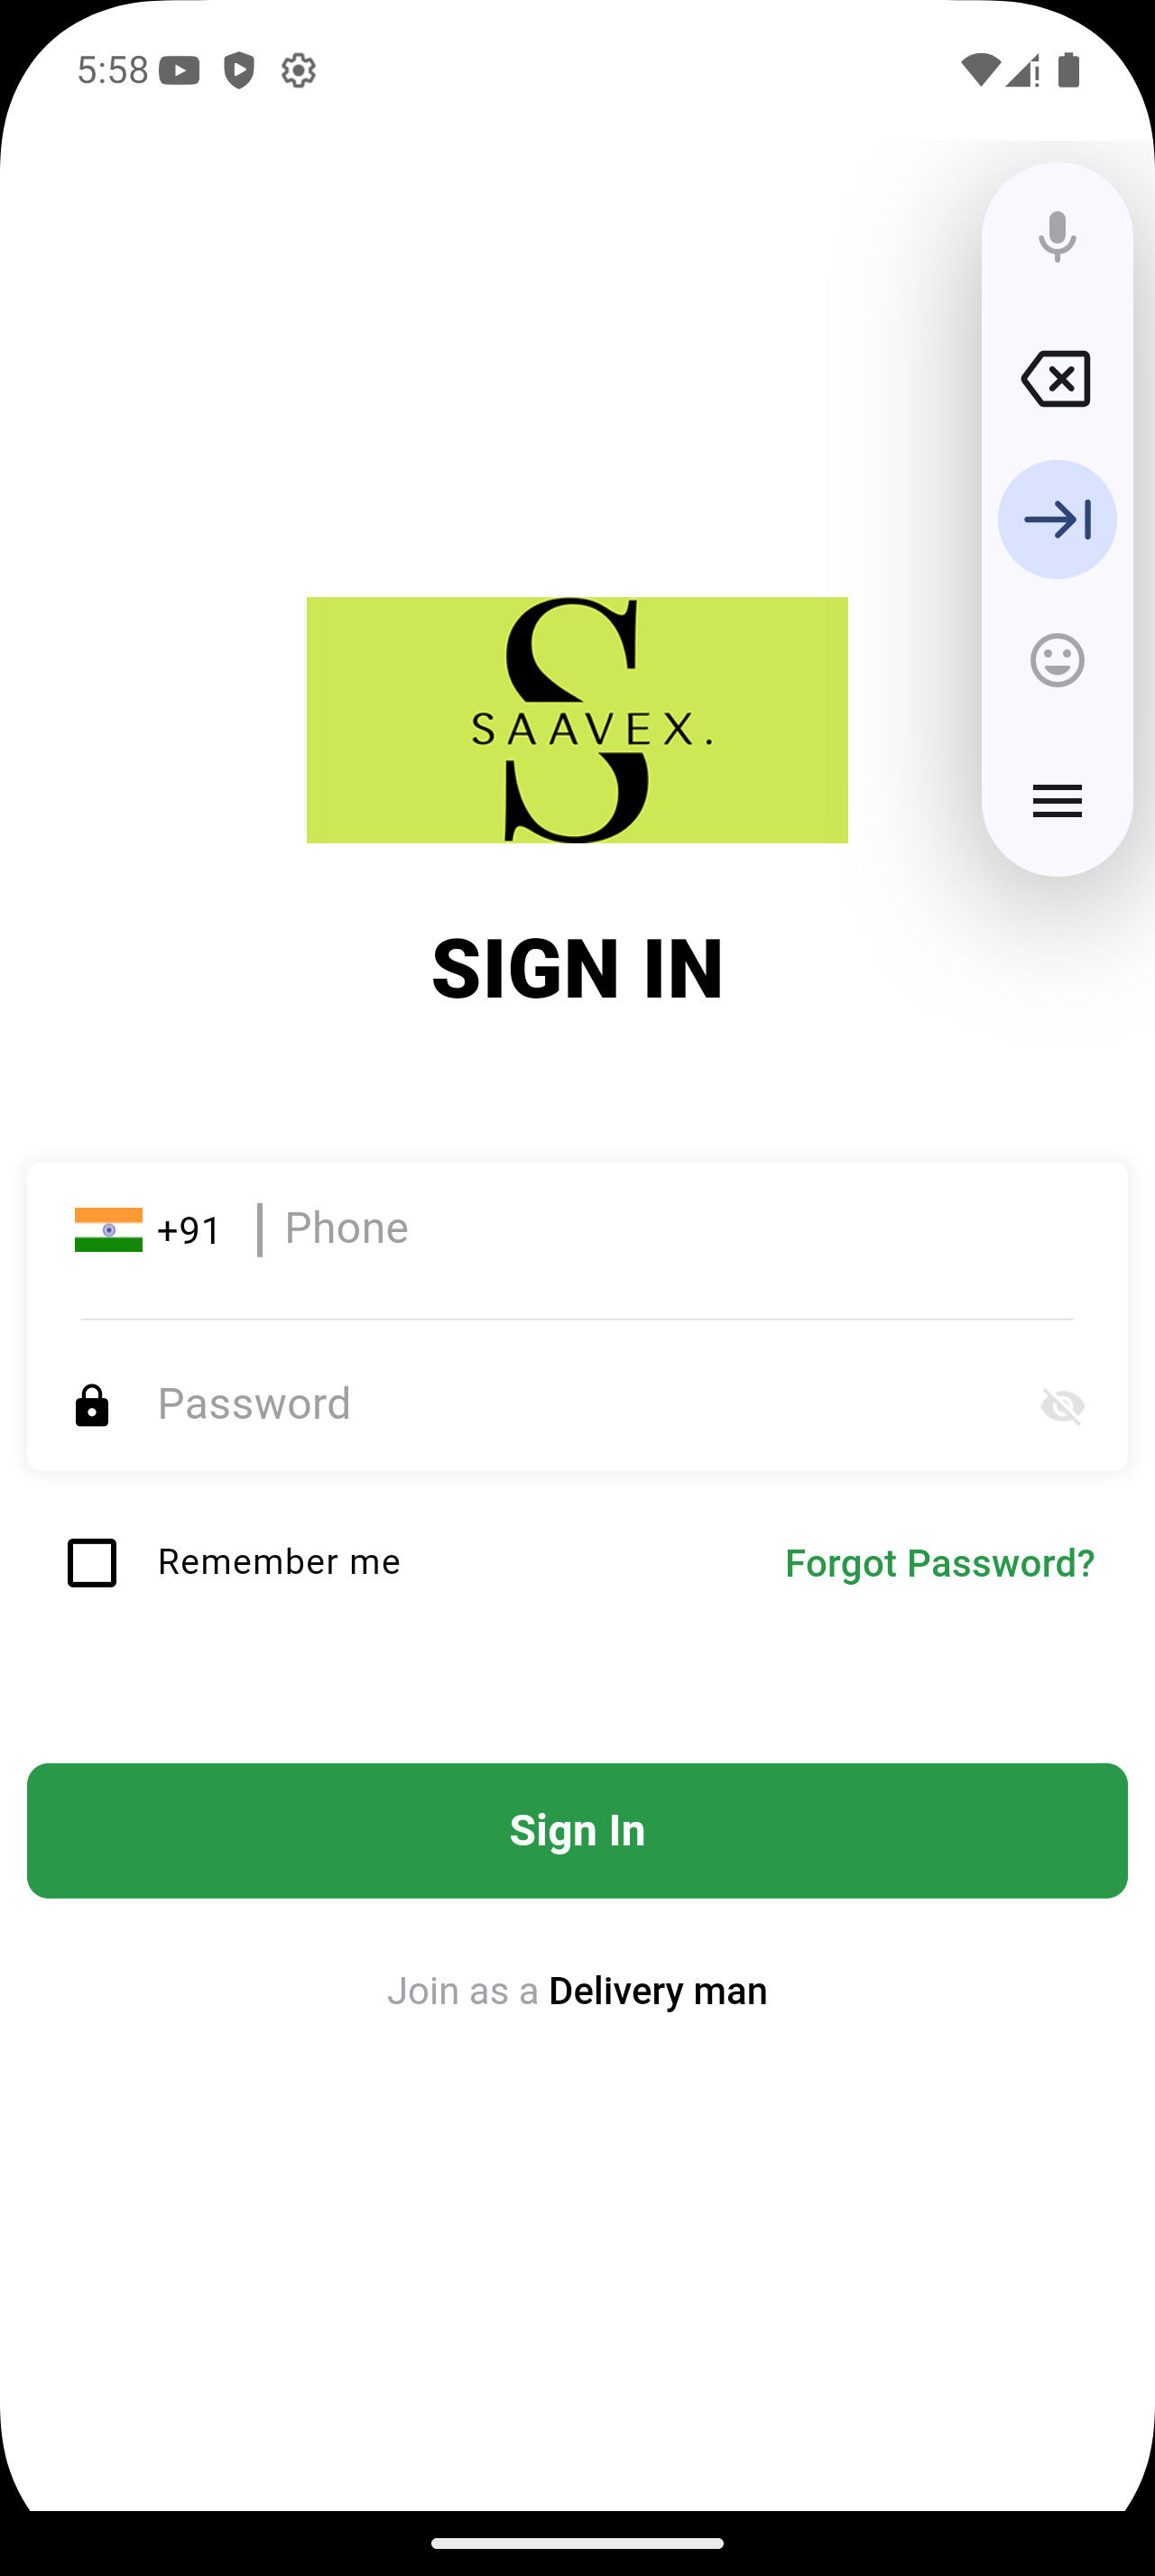 5:58
SAAVEX.
SIGN IN
+91 Phone
Password
Remember me Forgot Password?
Sign In
Join as a Delivery man